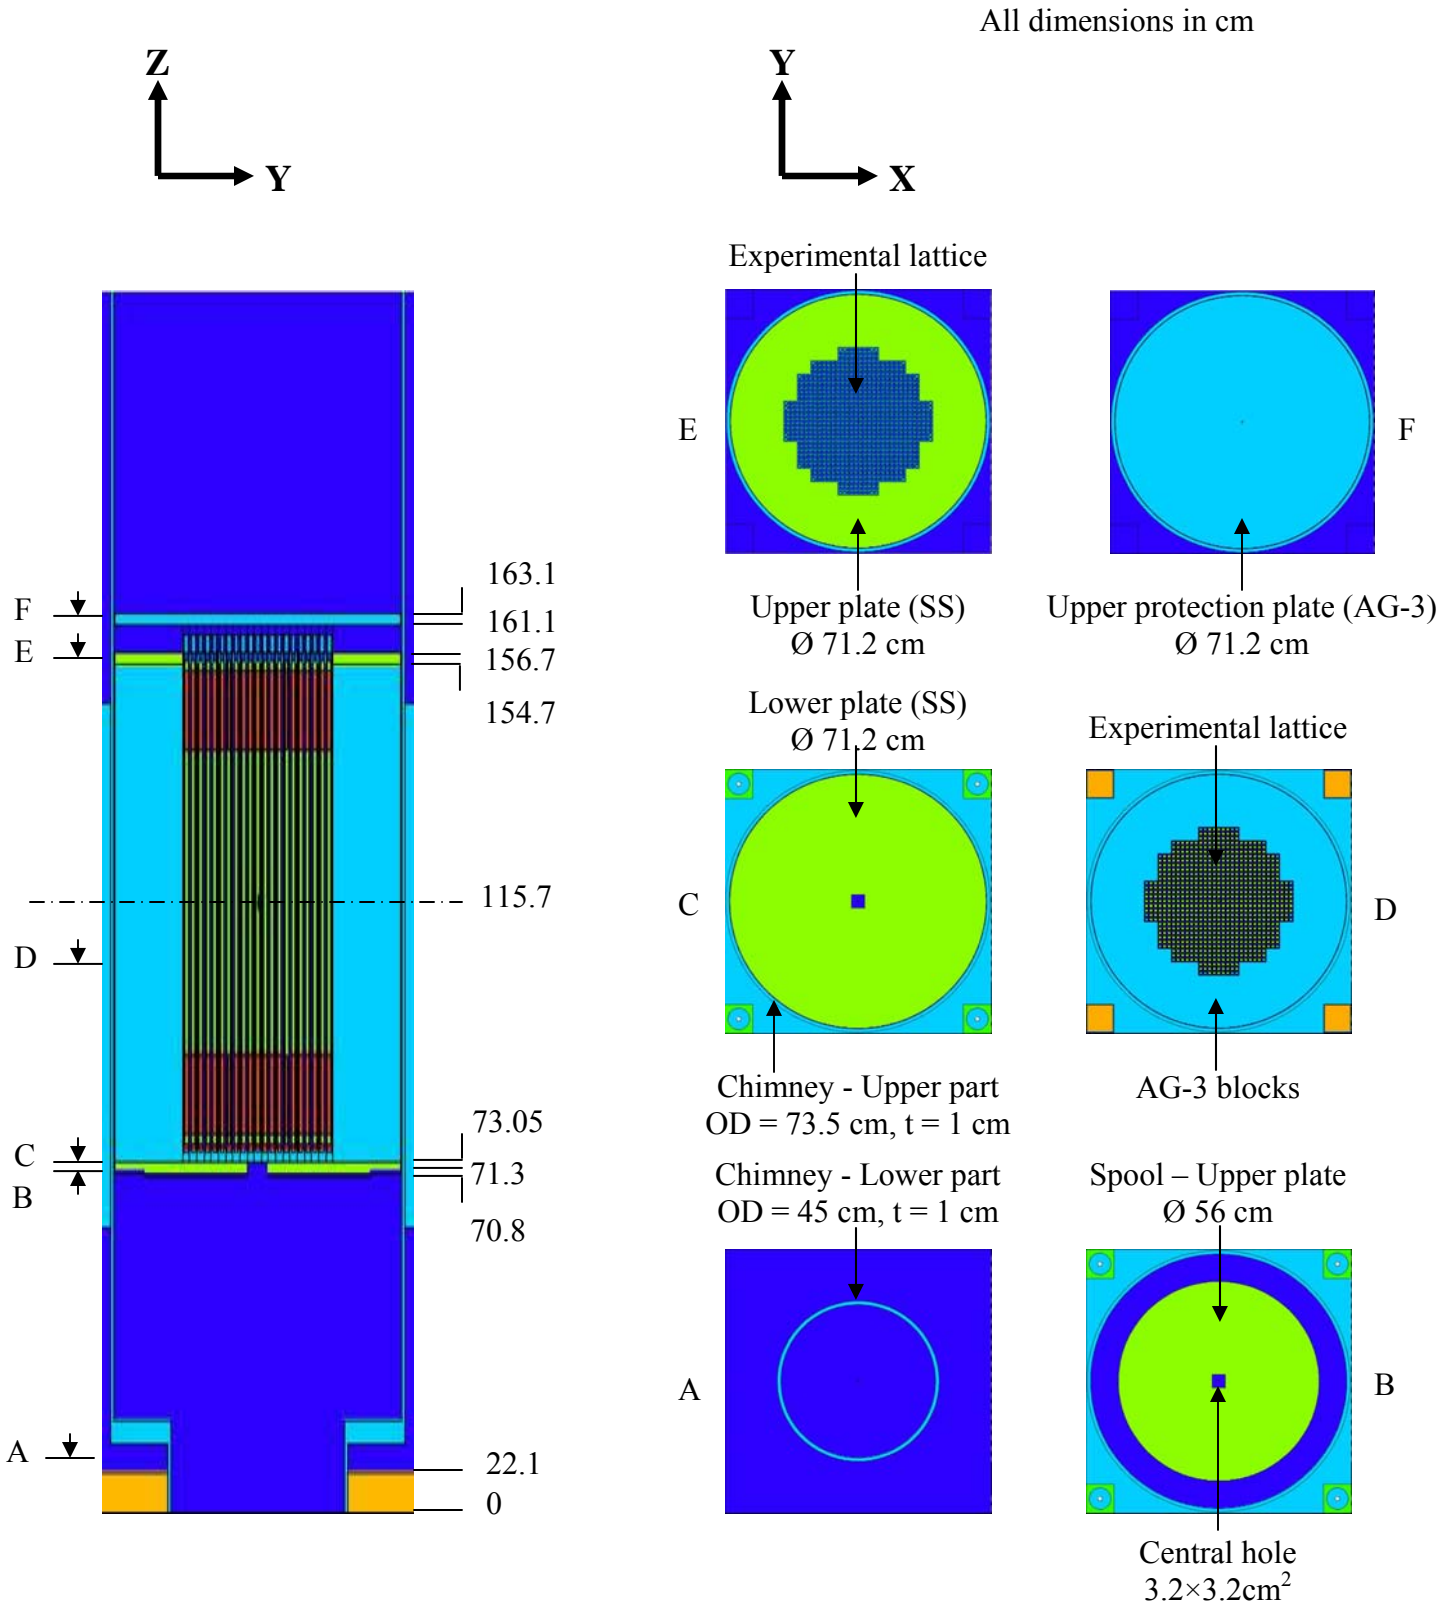 All dimensions in cm
Z
Y
Y
X
163.1
161.1
156.7
154.7
115.7
73.05
71.3
70.8
22.1
0
F
E
D
C
B
A
Experimental lattice
E
Upper plate (SS)
Ø 71.2 cm
F
Upper protection plate (AG-3)
Ø 71.2 cm
Lower plate (SS)
Ø 71.2 cm
C
Chimney - Upper part
OD = 73.5 cm, t = 1 cm
Experimental lattice
D
AG-3 blocks
Chimney - Lower part
OD = 45 cm, t = 1 cm
A
Spool – Upper plate
Ø 56 cm
B
Central hole
3.2×3.2cm²